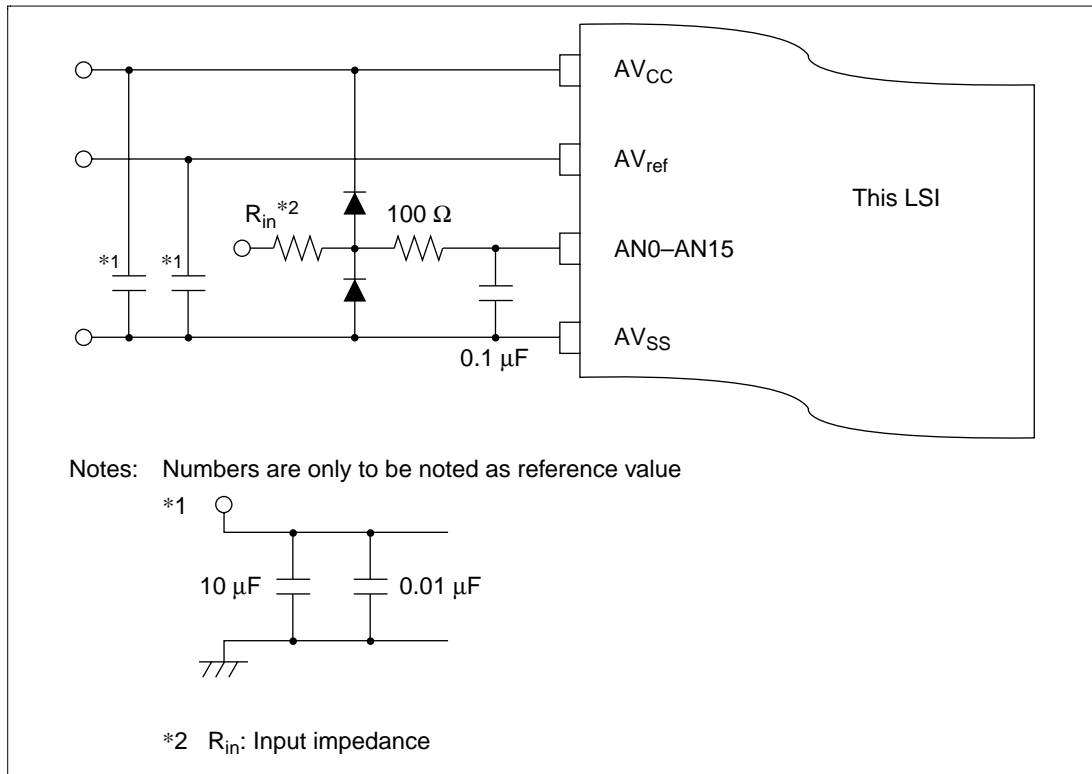 AVCC
AVref
This LSI
Rin*2
100 Ω
AN0–AN15
*1
*1
AVSS
0.1 μF
Notes: Numbers are only to be noted as reference value
*1
10 μF
0.01 μF
*2 Rin: Input impedance